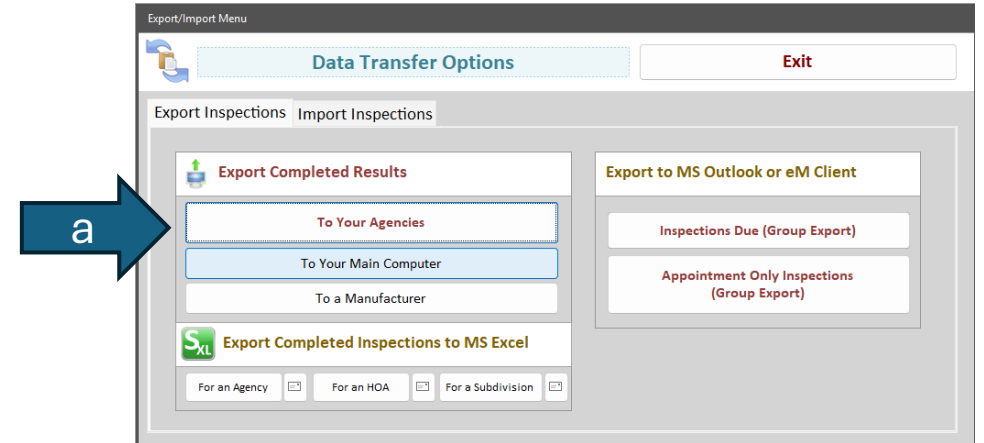 Export/Import Menu
Data Transfer Options
Exit
Export Inspections
Import Inspections
Export Completed Results
To Your Agencies
To Your Main Computer
To a Manufacturer
SXL
Export Completed Inspections to MS Excel
For an Agency
For an HOA
For a Subdivision
Export to MS Outlook or eM Client
Inspections Due (Group Export)
Appointment Only Inspections
(Group Export)
a